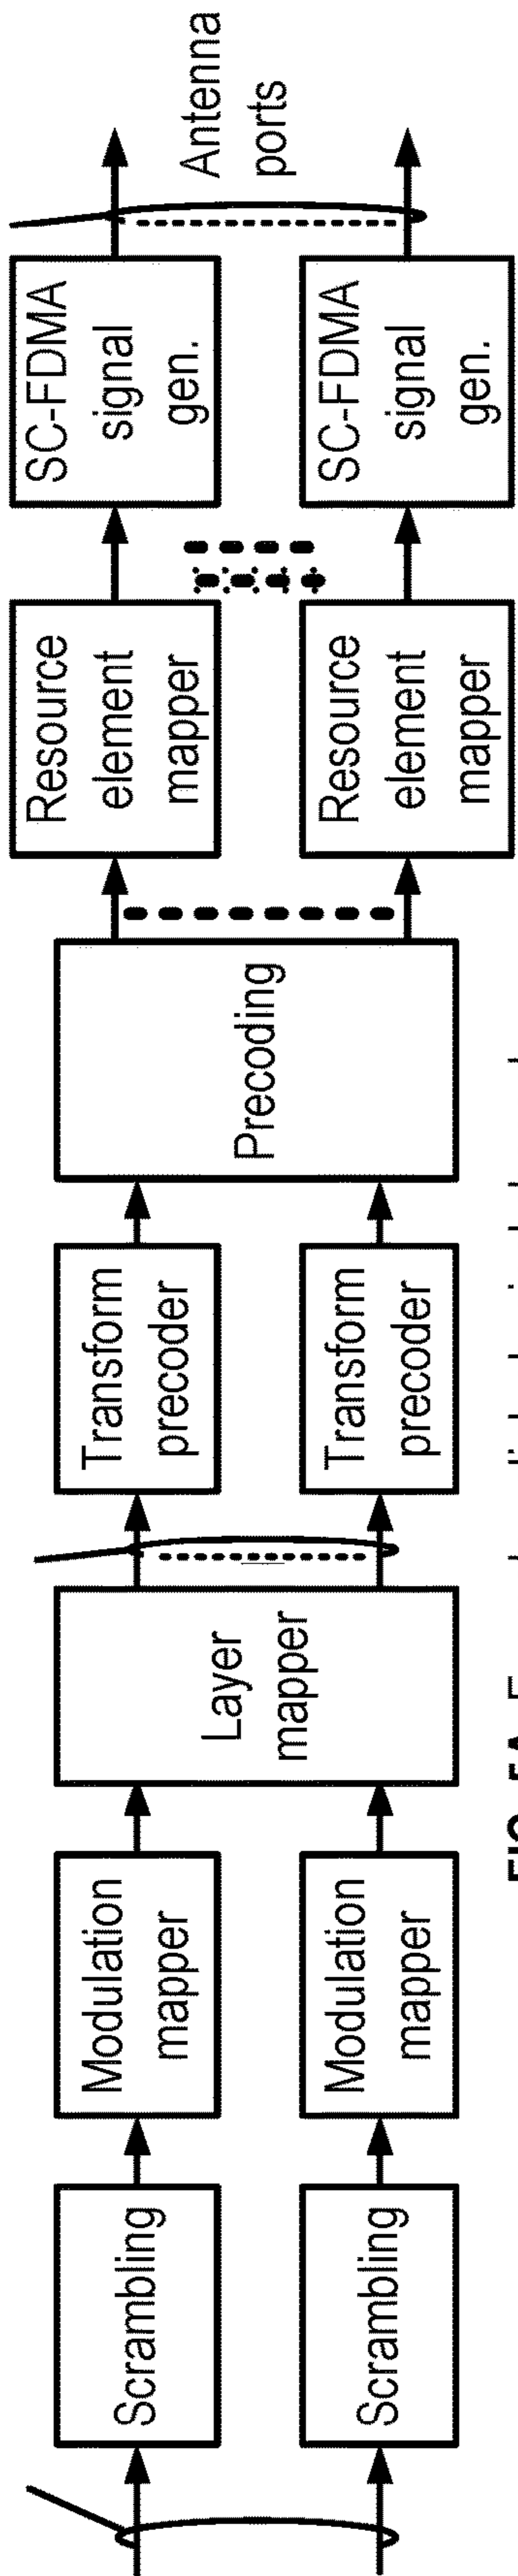 Scrambling
Modulation
mapper
Layer
mapper
Transform
precoder
Precoding
Resource
element
mapper
SC-FDMA
signal
gen.
Antenna
ports
Scrambling
Modulation
mapper
Transform
precoder
Resource
element
mapper
SC-FDMA
signal
gen.